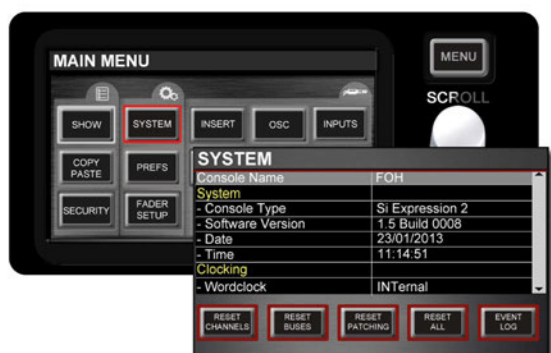 MAIN MENU
MENU
SCROLL
SHOW
SYSTEM
INSERT
OSC
INPUTS
COPY
PASTE
PREFS
SECURITY
FADER
SETUP
SYSTEM
Console Name FOH
System
- Console Type Si Expression 2
- Software Version 1.5 Build 0008
- Date 23/01/2013
- Time 11:14:51
Clocking
- Wordclock INTernal
RESET
CHANNELS
RESET
BUSES
RESET
PATCHING
RESET
ALL
EVENT
LOG